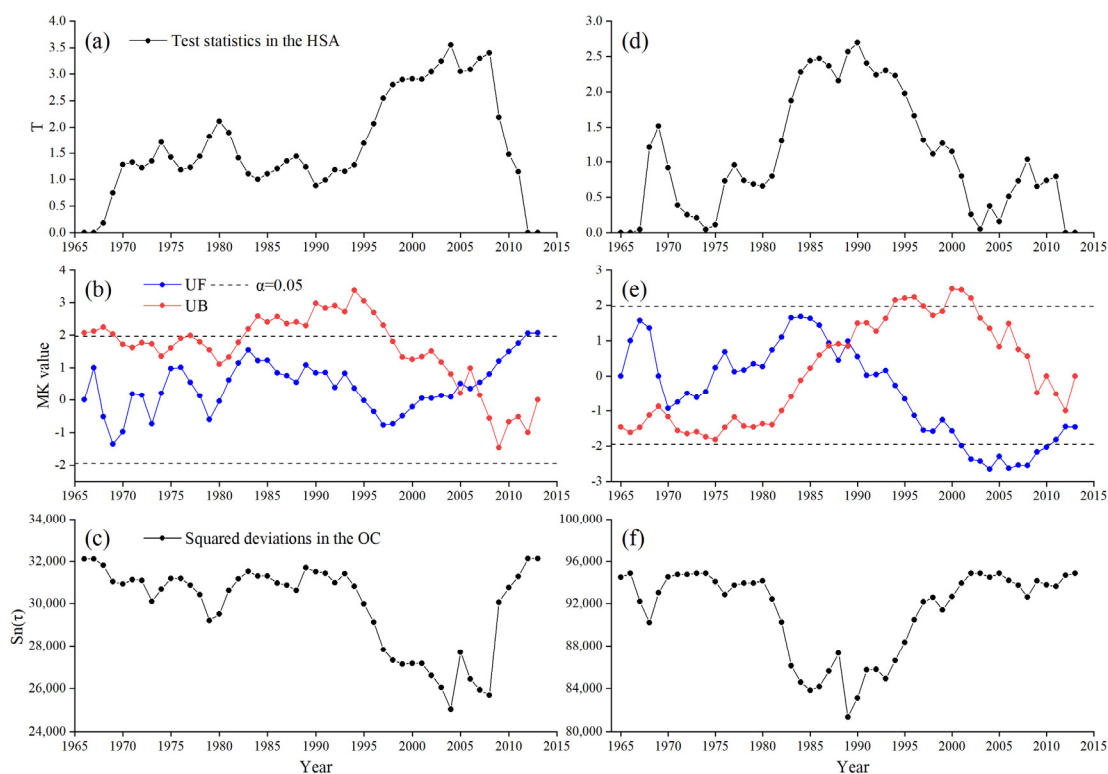 (a) Test statistics in the HSA
T
4.0
3.5
3.0
2.5
2.0
1.5
1.0
0.5
0.0
1965 1970 1975 1980 1985 1990 1995 2000 2005 2010 2015
(d)
3.0
2.5
2.0
1.5
1.0
0.5
0.0
1965 1970 1975 1980 1985 1990 1995 2000 2005 2010 2015
(b) UF α=0.05
UB
MK value
4
3
2
1
0
-1
-2
1965 1970 1975 1980 1985 1990 1995 2000 2005 2010 2015
(e)
3
2
1
0
-1
-2
-3
1965 1970 1975 1980 1985 1990 1995 2000 2005 2010 2015
(c) Squared deviations in the OC
Sn(τ)
34,000
32,000
30,000
28,000
26,000
24,000
1965 1970 1975 1980 1985 1990 1995 2000 2005 2010 2015
Year
(f)
100,000
96,000
92,000
88,000
84,000
80,000
1965 1970 1975 1980 1985 1990 1995 2000 2005 2010 2015
Year